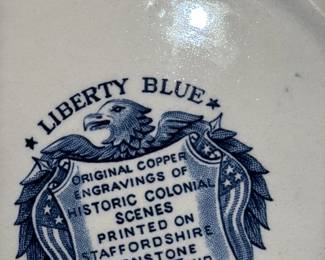 ★ LIBERTY BLUE ★
ORIGINAL COPPER
ENGRAVINGS OF
HISTORIC COLONIAL
SCENES
PRINTED ON
STAFFORDSHIRE